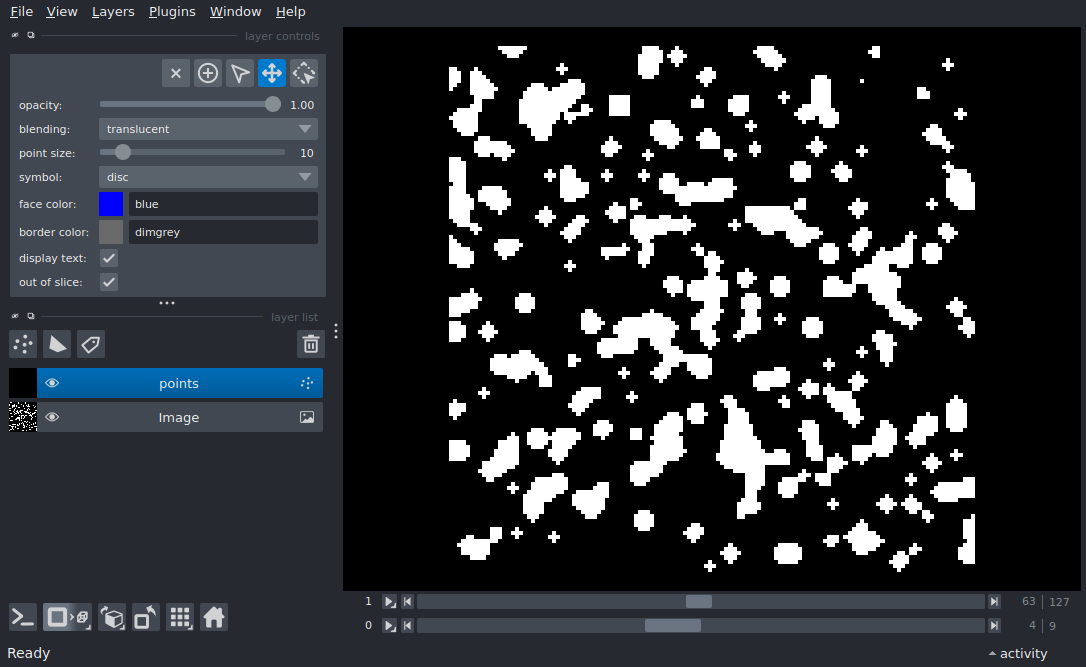 File View Layers Plugins Window Help
layer controls
opacity: 1.00
blending: translucent
point size: 10
symbol: disc
face color: blue
border color: dimgrey
display text:
out of slice:
layer list
points
Image
1 63 | 127
0 4 | 9
Ready activity